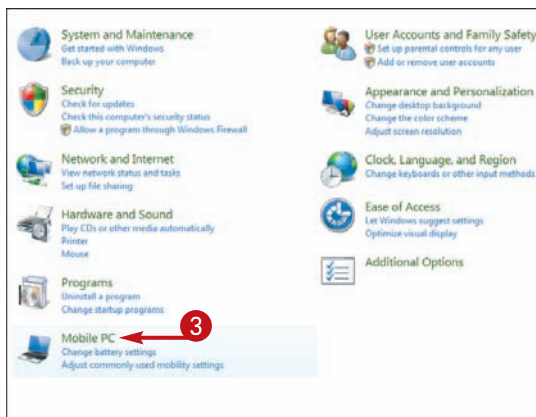 System and Maintenance
Get started with Windows
Back up your computer
Security
Check for updates
Check this computer's security status
Allow a program through Windows Firewall
Network and Internet
View network status and tasks
Set up file sharing
Hardware and Sound
Play CDs or other media automatically
Printer
Mouse
Programs
Uninstall a program
Change startup programs
Mobile PC
3
Change battery settings
Adjust commonly used mobility settings
User Accounts and Family Safety
Set up parental controls for any user
Add or remove user accounts
Appearance and Personalization
Change desktop background
Change the color scheme
Adjust screen resolution
Clock, Language, and Region
Change keyboards or other input methods
Ease of Access
Let Windows suggest settings
Optimize visual display
Additional Options